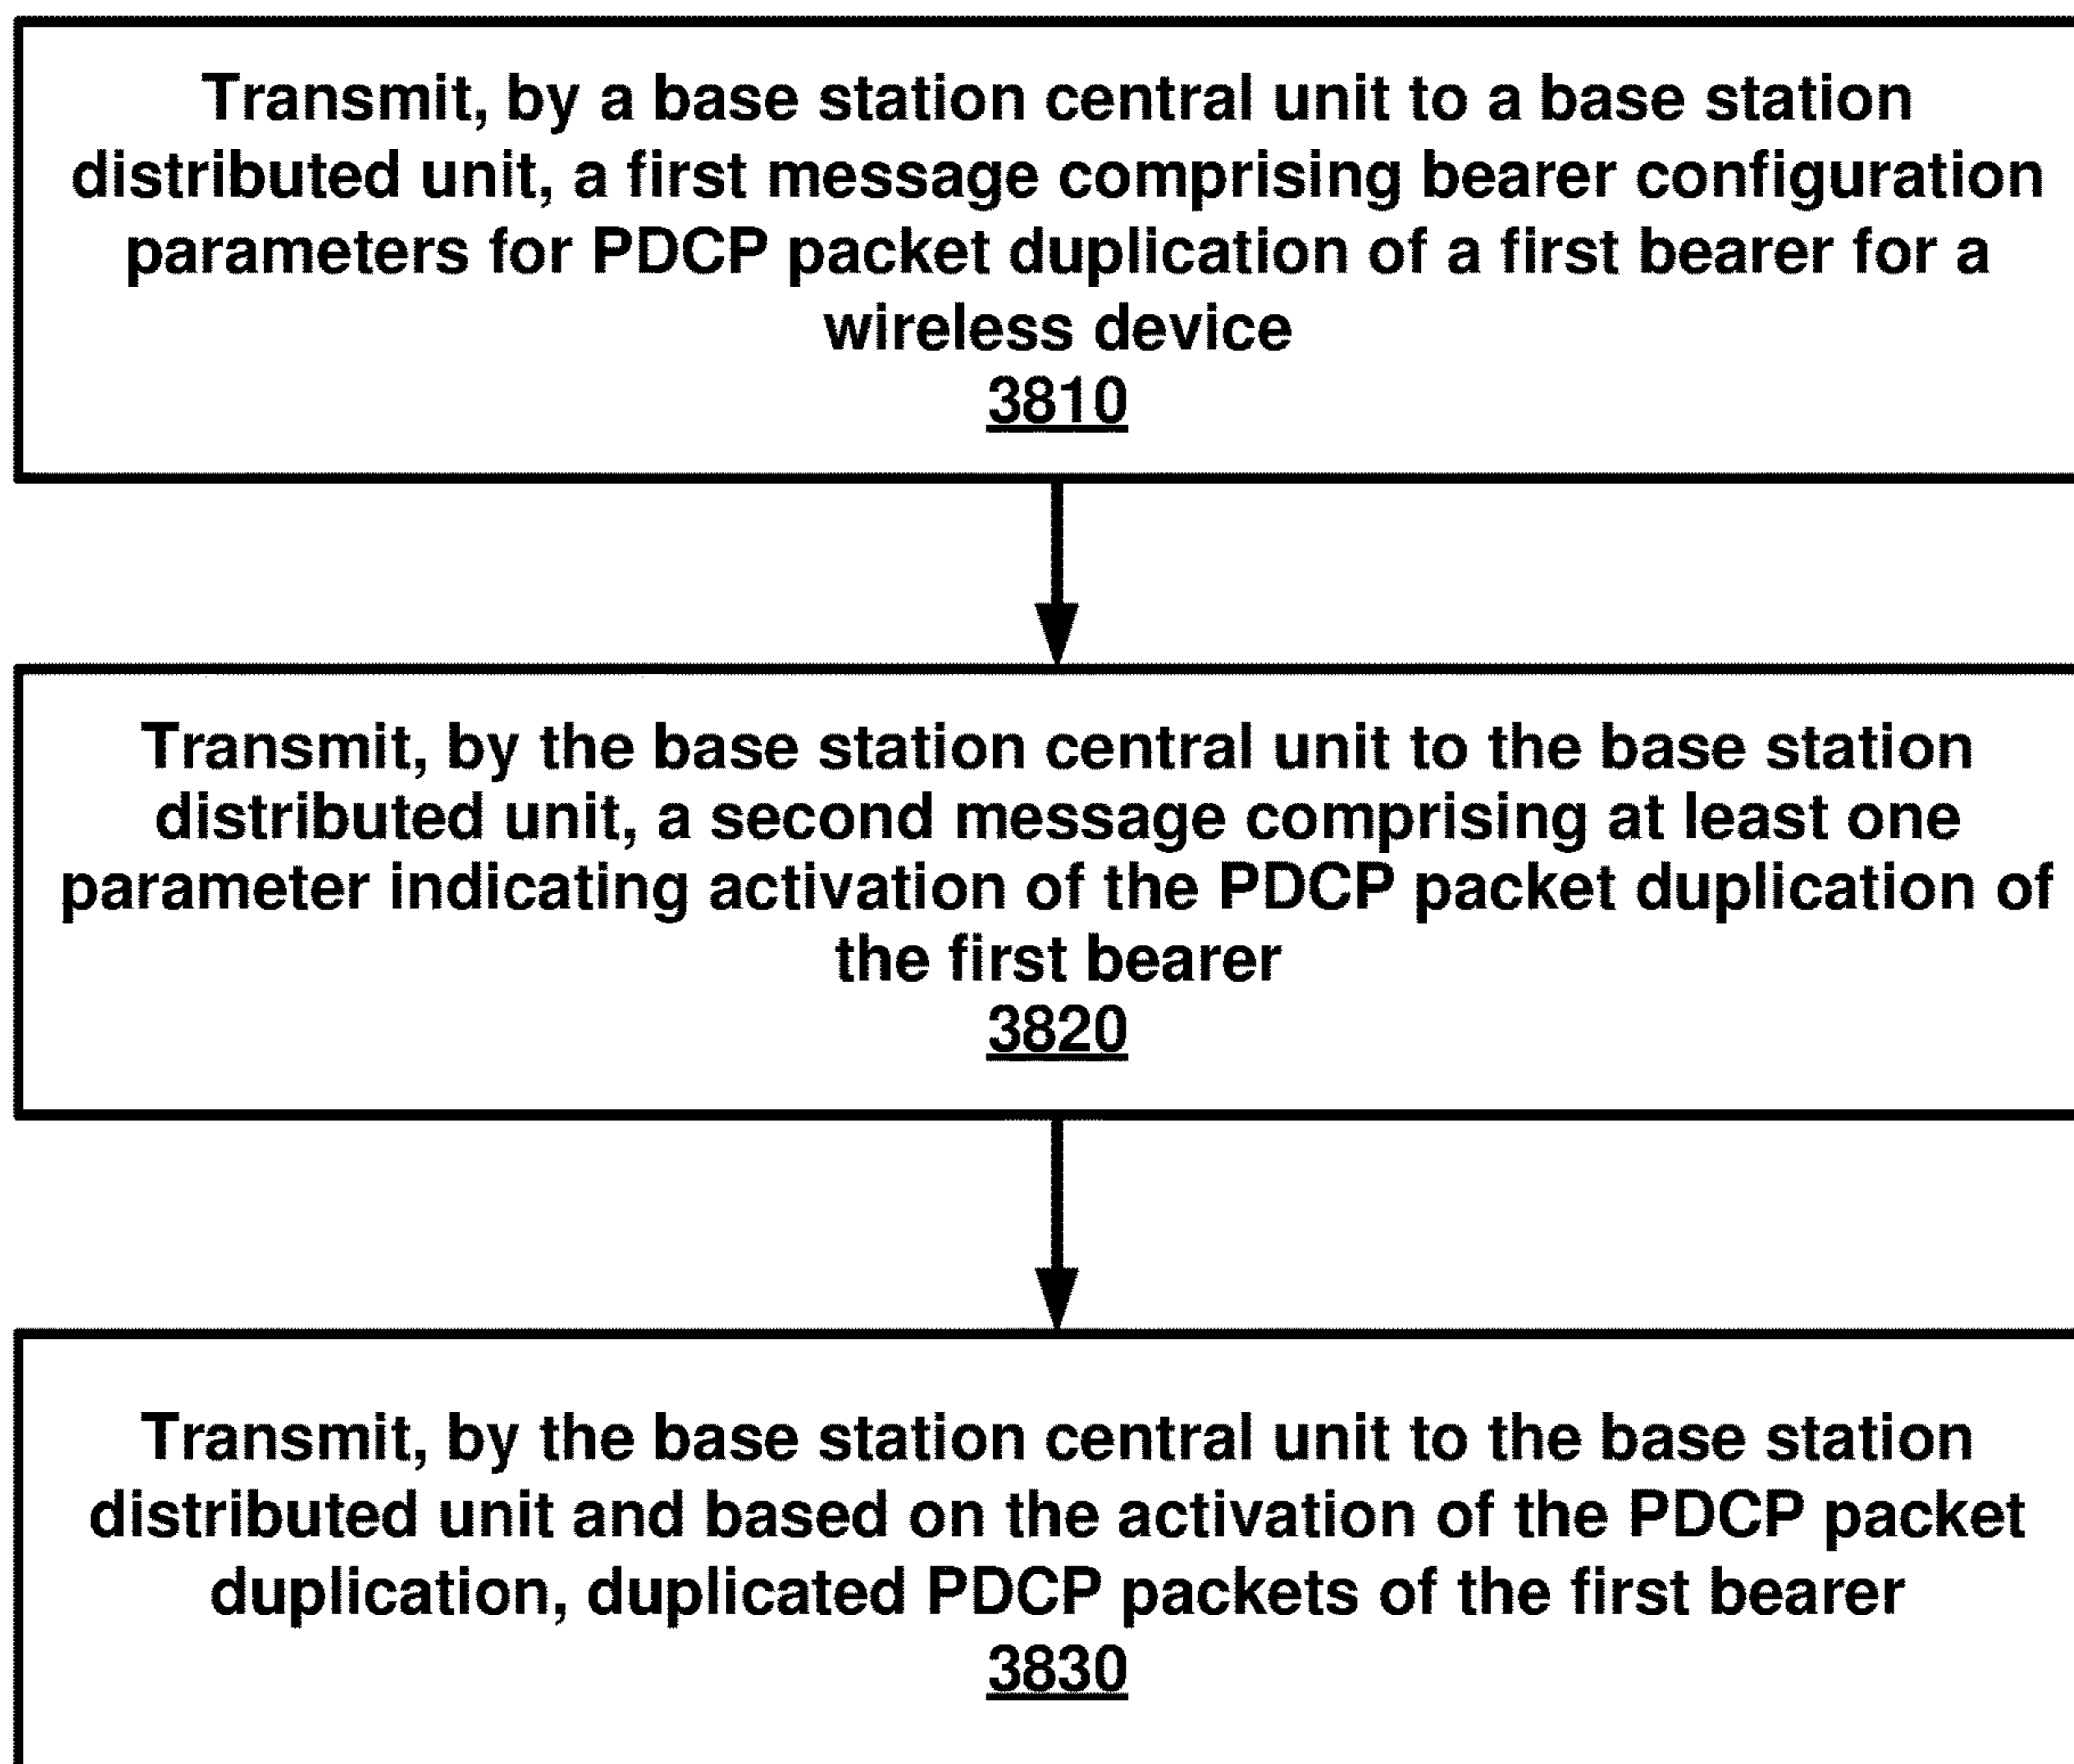 Transmit, by a base station central unit to a base station
distributed unit, a first message comprising bearer configuration
parameters for PDCP packet duplication of a first bearer for a
wireless device
3810
Transmit, by the base station central unit to the base station
distributed unit, a second message comprising at least one
parameter indicating activation of the PDCP packet duplication of
the first bearer
3820
Transmit, by the base station central unit to the base station
distributed unit and based on the activation of the PDCP packet
duplication, duplicated PDCP packets of the first bearer
3830